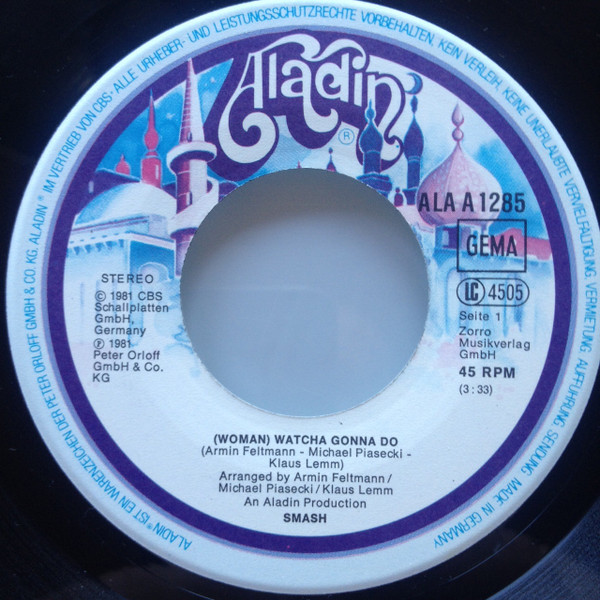 ALADIN® IST EIN WARENZEICHEN DER PETER ORLOFF GMBH & CO. KG. ALADIN® IM VERTRIEB VON CBS · ALLE URHEBER- UND LEISTUNGSSCHUTZRECHTE VORBEHALTEN. KEIN VERLEIH, KEINE UNERLAUBTE VERVIELFÄLTIGUNG, VERMIETUNG, AUFFÜHRUNG, SENDUNG. MADE IN GERMANY
Aladin
®
ALA A 1285
GEMA
LC 4505
Seite 1
Zorro
Musikverlag
GmbH
45 RPM
(3:33)
STEREO
© 1981 CBS
Schallplatten
GmbH,
Germany
Ⓟ 1981
Peter Orloff
GmbH & Co.
KG
(WOMAN) WATCHA GONNA DO
(Armin Feltmann - Michael Piasecki -
Klaus Lemm)
Arranged by Armin Feltmann/
Michael Piasecki/Klaus Lemm
An Aladin Production
SMASH